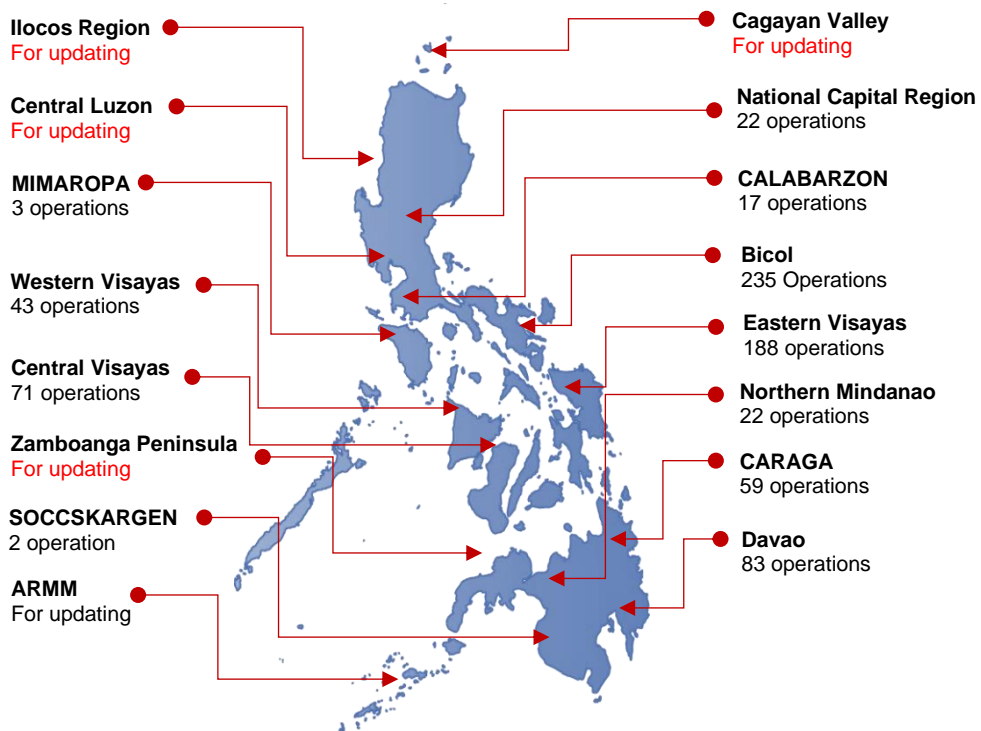 Ilocos Region
For updating
Central Luzon
For updating
MIMAROPA
3 operations
Western Visayas
43 operations
Central Visayas
71 operations
Zamboanga Peninsula
For updating
SOCCSKARGEN
2 operation
ARMM
For updating
Cagayan Valley
For updating
National Capital Region
22 operations
CALABARZON
17 operations
Bicol
235 Operations
Eastern Visayas
188 operations
Northern Mindanao
22 operations
CARAGA
59 operations
Davao
83 operations